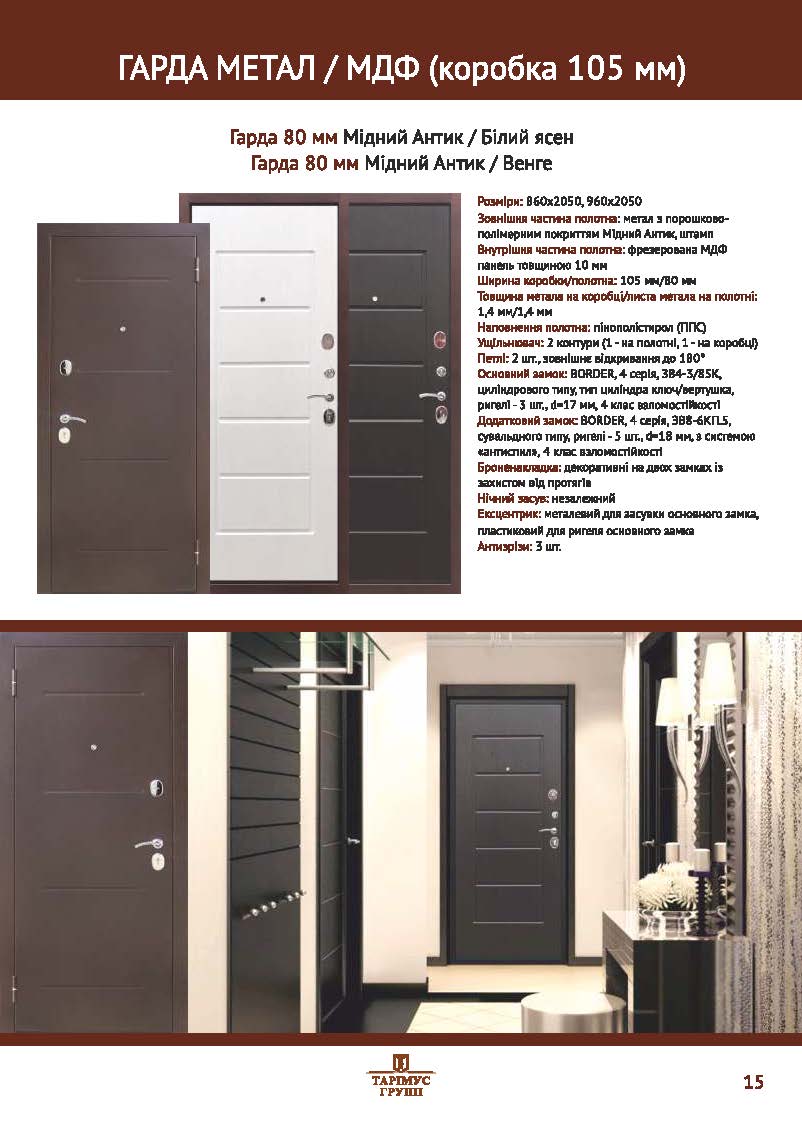 ГАРДА МЕТАЛ / МДФ (коробка 105 мм)
Гарда 80 мм Мідний Антик / Білий ясен
Гарда 80 мм Мідний Антик / Венге
Розміри: 860х2050, 960х2050
Зовнішня частина полотна: метал з порошково-
полімерним покриттям Мідний Антик, штамп
Внутрішня частина полотна: фрезерована МДФ
панель товщиною 10 мм
Ширина коробки/полотна: 105 мм/80 мм
Товщина метала на коробці/листа метала на полотні:
1,4 мм/1,4 мм
Наповнення полотна: пінополістирол (ППС)
Ущільнювач: 2 контури (1 - на полотні, 1 - на коробці)
Петлі: 2 шт., зовнішнє відкривання до 180°
Основний замок: BORDER, 4 серія, ЗВ4-3/85К,
циліндрового типу, тип циліндра ключ/вертушка,
ригелі - 3 шт., d=17 мм, 4 клас взломостійкості
Додатковий замок: BORDER, 4 серія, ЗВ8-6КП.5,
сувальдного типу, ригелі - 5 шт., d=18 мм, з системою
«антиспил», 4 клас взломостійкості
Броненакладка: декоративні на двох замках із
захистом від протягів
Нічний засув: незалежний
Ексцентрик: металевий для засувки основного замка,
пластиковий для ригеля основного замка
Антизрізи: 3 шт.
ТАРІМУС
ГРУПП
15